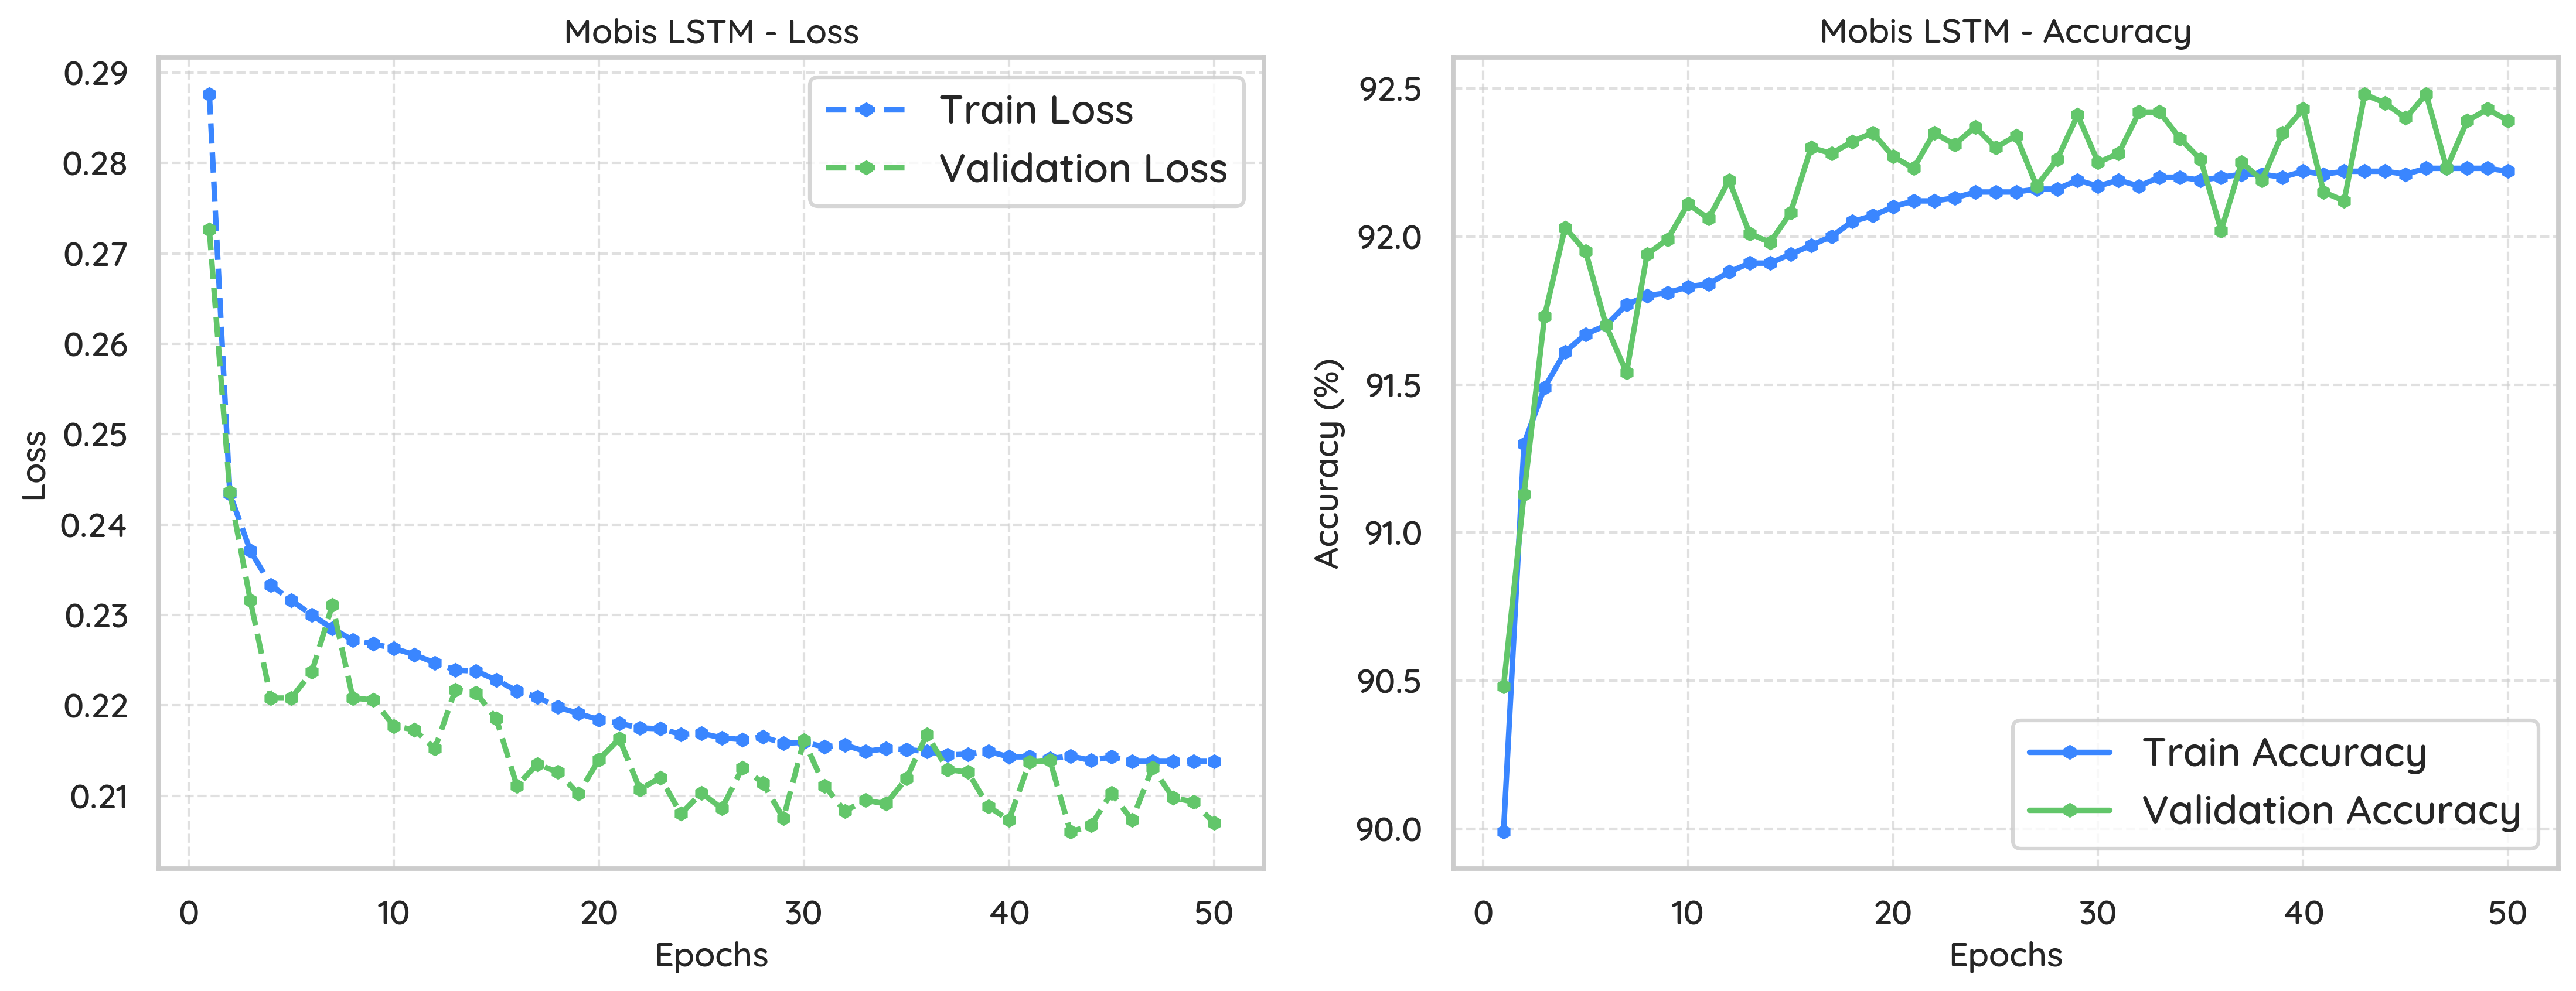 Mobis LSTM - Loss
0.29
0.28
0.27
0.26
0.25
0.24
0.23
0.22
0.21
Loss
Train Loss
Validation Loss
0 10 20 30 40 50
Epochs
Mobis LSTM - Accuracy
92.5
92.0
91.5
91.0
90.5
90.0
Accuracy (%)
Train Accuracy
Validation Accuracy
0 10 20 30 40 50
Epochs